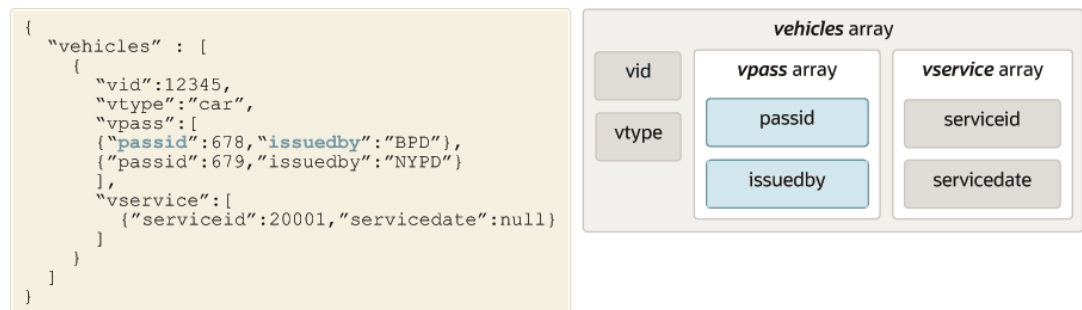 {
“vehicles” : [
{
“vid”:12345,
“vtype”:”car”,
“vpass”:[
{“passid”:678,“issuedby”:”BPD”},
{”passid”:679,”issuedby”:”NYPD”}
],
“vservice”:[
{”serviceid”:20001,”servicedate”:null}
]
}
]
}
vehicles array
vid
vtype
vpass array
passid
issuedby
vservice array
serviceid
servicedate